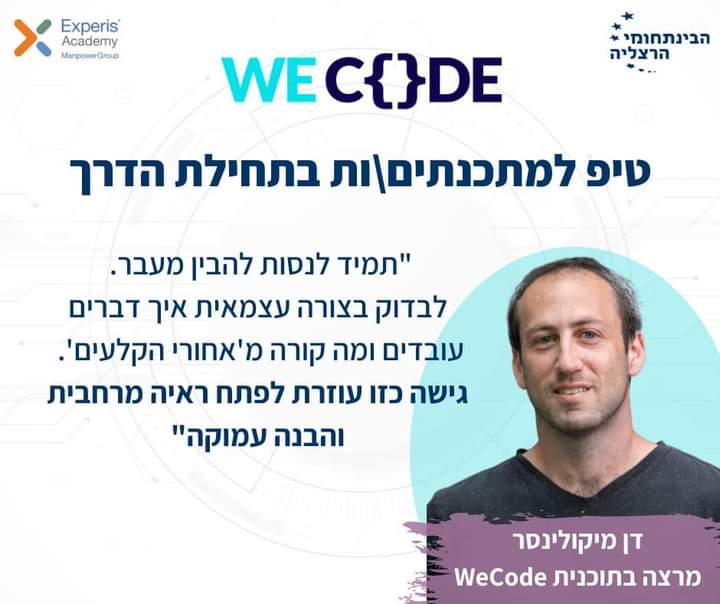 Experis
Academy
ManpowerGroup
הבינתחומי
הרצליה
WE C{}DE
טיפ למתכנתים\ות בתחילת הדרך
"תמיד לנסות להבין מעבר.
לבדוק בצורה עצמאית איך דברים
עובדים ומה קורה מ'אחורי הקלעים'.
גישה כזו עוזרת לפתח ראיה מרחבית
והבנה עמוקה"
דן מיקולינסר
מרצה בתוכנית WeCode